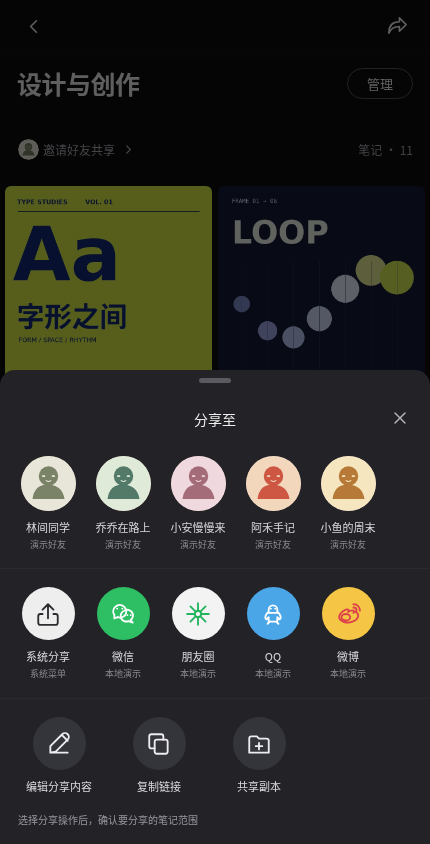 设计与创作
管理
邀请好友共享
笔记 · 11
TYPE STUDIES VOL. 01
Aa
字形之间
FORM / SPACE / RHYTHM
FRAME 01 → 06
LOOP
分享至
林间同学 乔乔在路上 小安慢慢来 阿禾手记 小鱼的周末
演示好友 演示好友 演示好友 演示好友 演示好友
系统分享 微信 朋友圈 QQ 微博
系统菜单 本地演示 本地演示 本地演示 本地演示
编辑分享内容 复制链接 共享副本
选择分享操作后，确认要分享的笔记范围